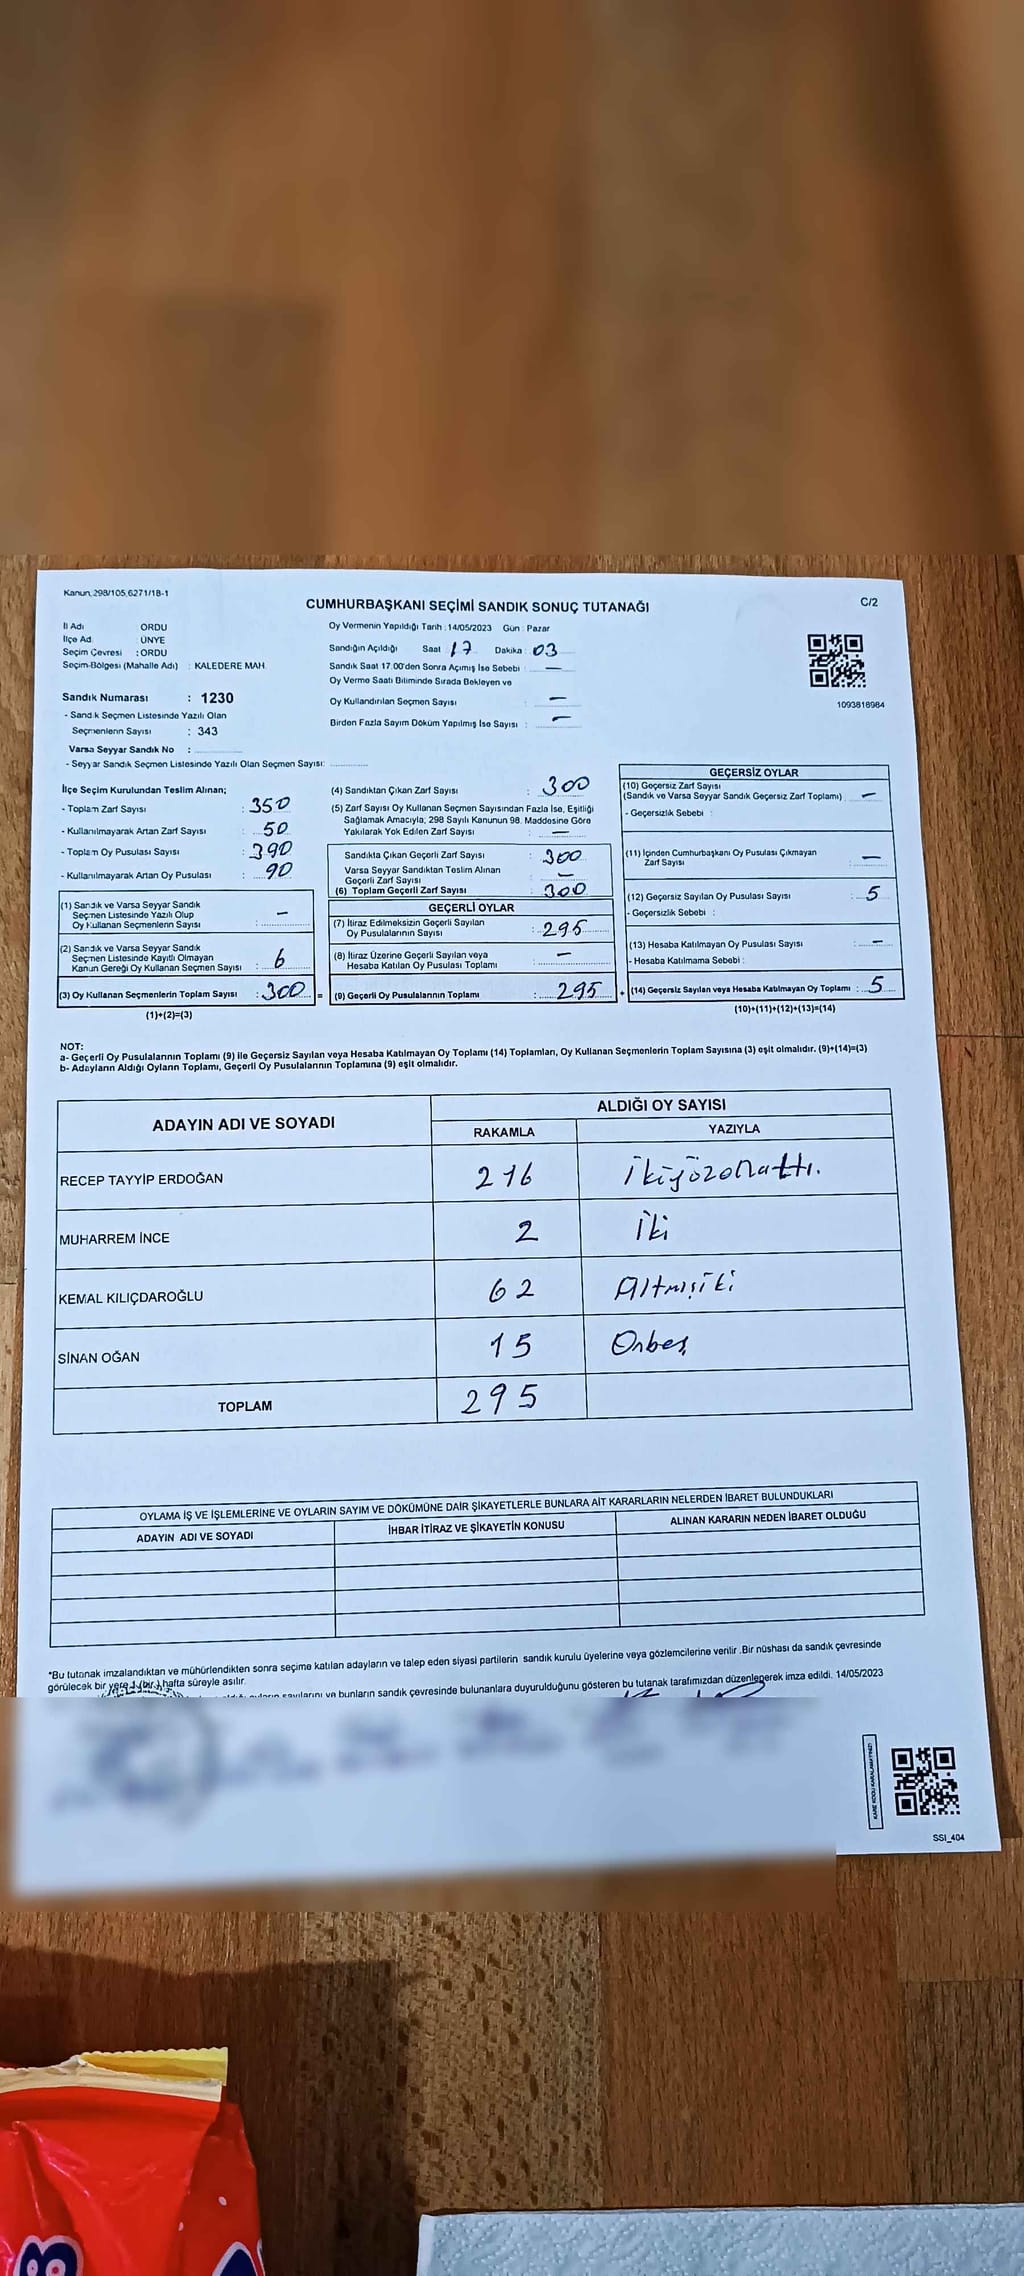 Kanun 298/105, 6271/18-1
CUMHURBAŞKANI SEÇİMİ SANDIK SONUÇ TUTANAĞI
C/2
İl Adı : ORDU
İlçe Ad : ÜNYE
Seçim Çevresi : ORDU
Seçim Bölgesi (Mahalle Adı) : KALEDERE MAH.
Sandık Numarası : 1230
- Sandık Seçmen Listesinde Yazılı Olan
Seçmenlerin Sayısı : 343
Varsa Seyyar Sandık No :
- Seyyar Sandık Seçmen Listesinde Yazılı Olan Seçmen Sayısı:
Oy Vermenin Yapıldığı Tarih : 14/05/2023 Gün : Pazar
Sandığın Açıldığı Saat 17 Dakika : 03
Sandık Saat 17.00'den Sonra Açımış İse Sebebi : —
Oy Verme Saati Bitiminde Sırada Bekleyen ve
Oy Kullandırılan Seçmen Sayısı : —
Birden Fazla Sayım Döküm Yapılmış İse Sayısı : —
1093818984
İlçe Seçim Kurulundan Teslim Alınan;
- Toplam Zarf Sayısı : 350
- Kullanılmayarak Artan Zarf Sayısı : 50
- Toplam Oy Pusulası Sayısı : 390
- Kullanılmayarak Artan Oy Pusulası : 90
(1) Sandık ve Varsa Seyyar Sandık
Seçmen Listesinde Yazılı Olup
Oy Kullanan Seçmenlerin Sayısı : —
(2) Sandık ve Varsa Seyyar Sandık
Seçmen Listesinde Kayıtlı Olmayan
Kanun Gereği Oy Kullanan Seçmen Sayısı : 6
(3) Oy Kullanan Seçmenlerin Toplam Sayısı : 300 =
(1)+(2)=(3)
(4) Sandıktan Çıkan Zarf Sayısı : 300
(5) Zarf Sayısı Oy Kullanan Seçmen Sayısından Fazla İse, Eşitliği
Sağlamak Amacıyla; 298 Sayılı Kanunun 98. Maddesine Göre
Yakılarak Yok Edilen Zarf Sayısı : —
Sandıkta Çıkan Geçerli Zarf Sayısı : 300
Varsa Seyyar Sandıktan Teslim Alınan
Geçerli Zarf Sayısı : —
(6) Toplam Geçerli Zarf Sayısı : 300
GEÇERLİ OYLAR
(7) İtiraz Edilmeksizin Geçerli Sayılan
Oy Pusulalarının Sayısı : 295
(8) İtiraz Üzerine Geçerli Sayılan veya
Hesaba Katılan Oy Pusulası Toplamı : —
(9) Geçerli Oy Pusulalarının Toplamı : 295 +
GEÇERSİZ OYLAR
(10) Geçersiz Zarf Sayısı
(Sandık ve Varsa Seyyar Sandık Geçersiz Zarf Toplamı) : —
- Geçersizlik Sebebi :
(11) İçinden Cumhurbaşkanı Oy Pusulası Çıkmayan
Zarf Sayısı : —
(12) Geçersiz Sayılan Oy Pusulası Sayısı : 5
- Geçersizlik Sebebi :
(13) Hesaba Katılmayan Oy Pusulası Sayısı : —
- Hesaba Katılmama Sebebi :
(14) Geçersiz Sayılan veya Hesaba Katılmayan Oy Toplamı : 5
(10)+(11)+(12)+(13)=(14)
NOT:
a- Geçerli Oy Pusulalarının Toplamı (9) ile Geçersiz Sayılan veya Hesaba Katılmayan Oy Toplamı (14) Toplamları, Oy Kullanan Seçmenlerin Toplam Sayısına (3) eşit olmalıdır. (9)+(14)=(3)
b- Adayların Aldığı Oyların Toplamı, Geçerli Oy Pusulalarının Toplamına (9) eşit olmalıdır.
ADAYIN ADI VE SOYADI
ALDIĞI OY SAYISI
RAKAMLA YAZIYLA
RECEP TAYYİP ERDOĞAN 216 İkiyüzonaltı.
MUHARREM İNCE 2 İki
KEMAL KILIÇDAROĞLU 62 Altmışiki
SİNAN OĞAN 15 Onbeş
TOPLAM 295
OYLAMA İŞ VE İŞLEMLERİNE VE OYLARIN SAYIM VE DÖKÜMÜNE DAİR ŞİKAYETLERLE BUNLARA AİT KARARLARIN NELERDEN İBARET BULUNDUKLARI
ADAYIN ADI VE SOYADI İHBAR İTİRAZ VE ŞİKAYETİN KONUSU ALINAN KARARIN NEDEN İBARET OLDUĞU
*Bu tutanak imzalandıktan ve mühürlendikten sonra seçime katılan adayların ve talep eden siyasi partilerin sandık kurulu üyelerine veya gözlemcilerine verilir. Bir nüshası da sandık çevresinde
görülecek bir yere 1 (bir) hafta süreyle asılır.
sayılarını ve bunların sandık çevresinde bulunanlara duyurulduğunu gösteren bu tutanak tarafımızdan düzenlenerek imza edildi. 14/05/2023
KARE KODU KARALAMAYINIZ!
SSI_404
8